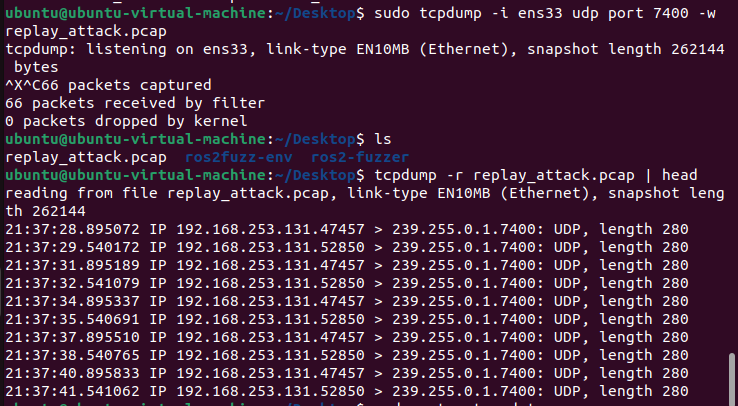 ubuntu@ubuntu-virtual-machine:~/Desktop$ sudo tcpdump -i ens33 udp port 7400 -w
replay_attack.pcap
tcpdump: listening on ens33, link-type EN10MB (Ethernet), snapshot length 262144
 bytes
^X^C66 packets captured
66 packets received by filter
0 packets dropped by kernel
ubuntu@ubuntu-virtual-machine:~/Desktop$ ls
replay_attack.pcap  ros2fuzz-env  ros2-fuzzer
ubuntu@ubuntu-virtual-machine:~/Desktop$ tcpdump -r replay_attack.pcap | head
reading from file replay_attack.pcap, link-type EN10MB (Ethernet), snapshot leng
th 262144
21:37:28.895072 IP 192.168.253.131.47457 > 239.255.0.1.7400: UDP, length 280
21:37:29.540172 IP 192.168.253.131.52850 > 239.255.0.1.7400: UDP, length 280
21:37:31.895189 IP 192.168.253.131.47457 > 239.255.0.1.7400: UDP, length 280
21:37:32.541079 IP 192.168.253.131.52850 > 239.255.0.1.7400: UDP, length 280
21:37:34.895337 IP 192.168.253.131.47457 > 239.255.0.1.7400: UDP, length 280
21:37:35.540691 IP 192.168.253.131.52850 > 239.255.0.1.7400: UDP, length 280
21:37:37.895510 IP 192.168.253.131.47457 > 239.255.0.1.7400: UDP, length 280
21:37:38.540765 IP 192.168.253.131.52850 > 239.255.0.1.7400: UDP, length 280
21:37:40.895833 IP 192.168.253.131.47457 > 239.255.0.1.7400: UDP, length 280
21:37:41.541062 IP 192.168.253.131.52850 > 239.255.0.1.7400: UDP, length 280